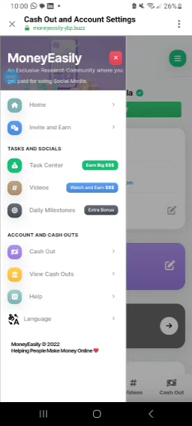 10:00
26%
Cash Out and Account Settings
moneyeasily-ybp.buzz
MoneyEasily
An Exclusive Research Community where you
get paid for using Social Media.
Home
Invite and Earn
TASKS AND SOCIALS
Task Center
Earn Big $$$
Videos
Watch and Earn $$$
Daily Milestones
Extra Bonus
ACCOUNT AND CASH OUTS
Cash Out
View Cash Outs
Help
Language
MoneyEasily © 2022
Helping People Make Money Online
Videos
Cash Out